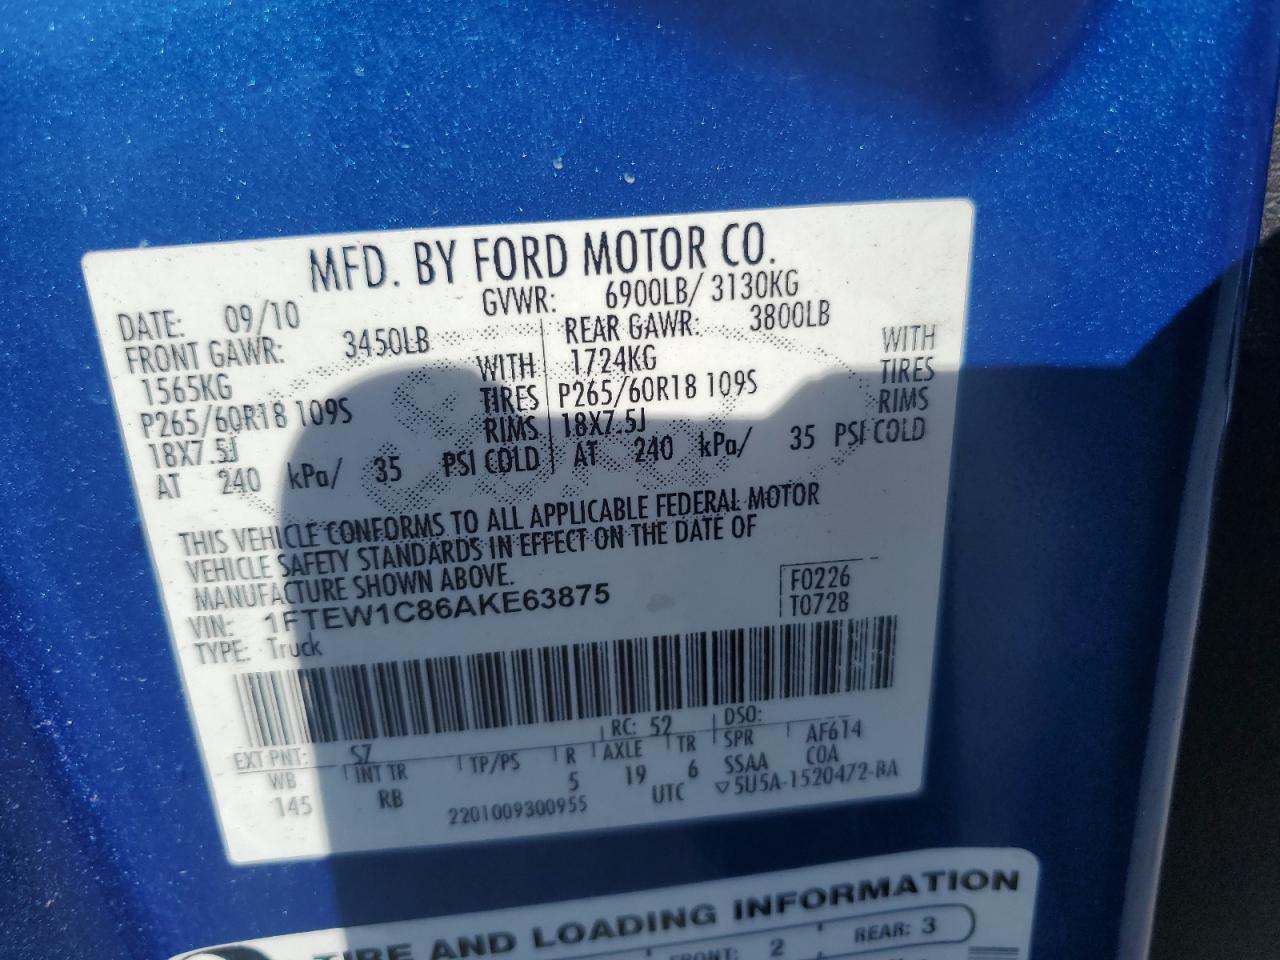 MFD. BY FORD MOTOR CO.
DATE: 09/10 GVWR: 6900LB/ 3130KG
FRONT GAWR: 3450LB REAR GAWR: 3800LB
1565KG WITH 1724KG WITH
P265/60R18 109S TIRES P265/60R18 109S TIRES
18X7.5J RIMS 18X7.5J RIMS
AT 240 kPa/ 35 PSI COLD AT 240 kPa/ 35 PSI COLD
THIS VEHICLE CONFORMS TO ALL APPLICABLE FEDERAL MOTOR
VEHICLE SAFETY STANDARDS IN EFFECT ON THE DATE OF
MANUFACTURE SHOWN ABOVE.
VIN: 1FTEW1C86AKE63875 F0226
TYPE: Truck T0728
EXT PNT: SZ RC: 52 DSO:
WB INT TR TP/PS R AXLE TR SPR AF614
145 RB 5 19 6 SSAA COA
2201009300955 UTC ▽5U5A-1520472-BA
TIRE AND LOADING INFORMATION
FRONT: 2 REAR: 3